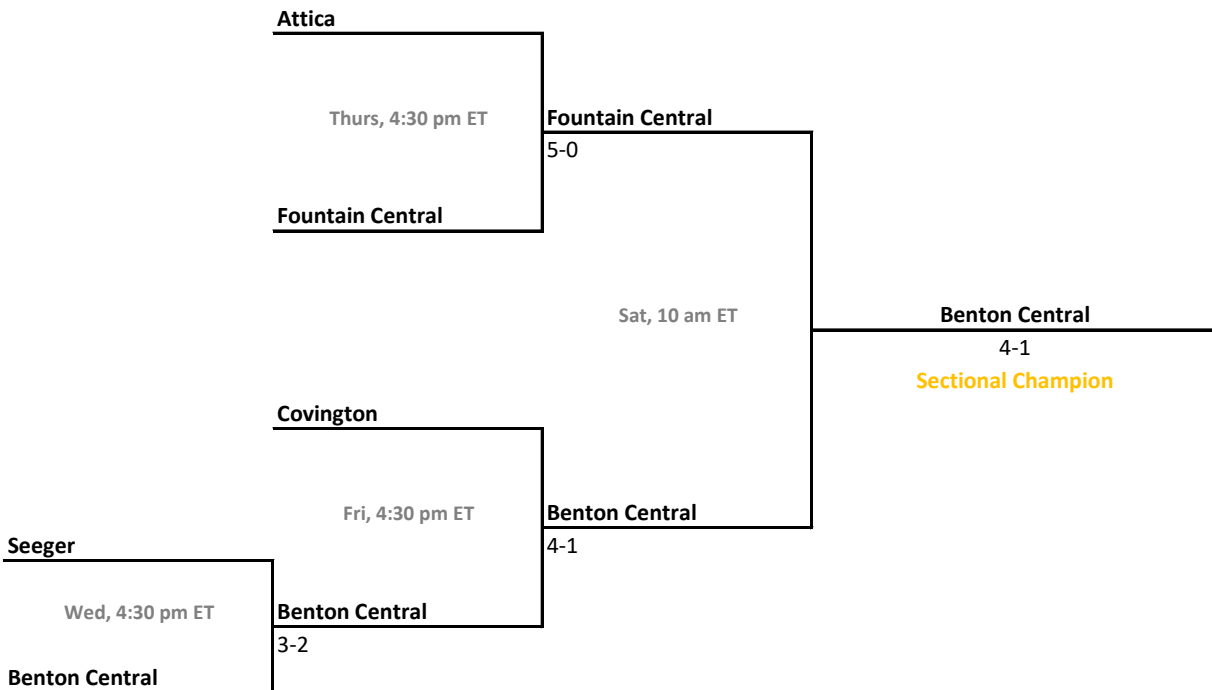 Attica
Thurs, 4:30 pm ET
Fountain Central
5-0
Fountain Central
Sat, 10 am ET
Benton Central
4-1
Sectional Champion
Covington
Fri, 4:30 pm ET
Benton Central
4-1
Seeger
Wed, 4:30 pm ET
Benton Central
3-2
Benton Central